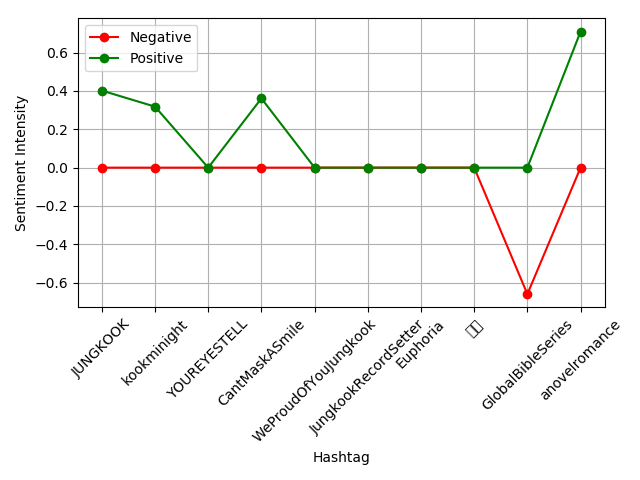 Negative
Positive
0.6
0.4
0.2
0.0
−0.2
−0.4
−0.6
Sentiment Intensity
JUNGKOOK
kookminight
YOUREYESTELL
CantMaskASmile
WeProudOfYouJungkook
JungkookRecordSetter
Euphoria
GlobalBibleSeries
anovelromance
Hashtag